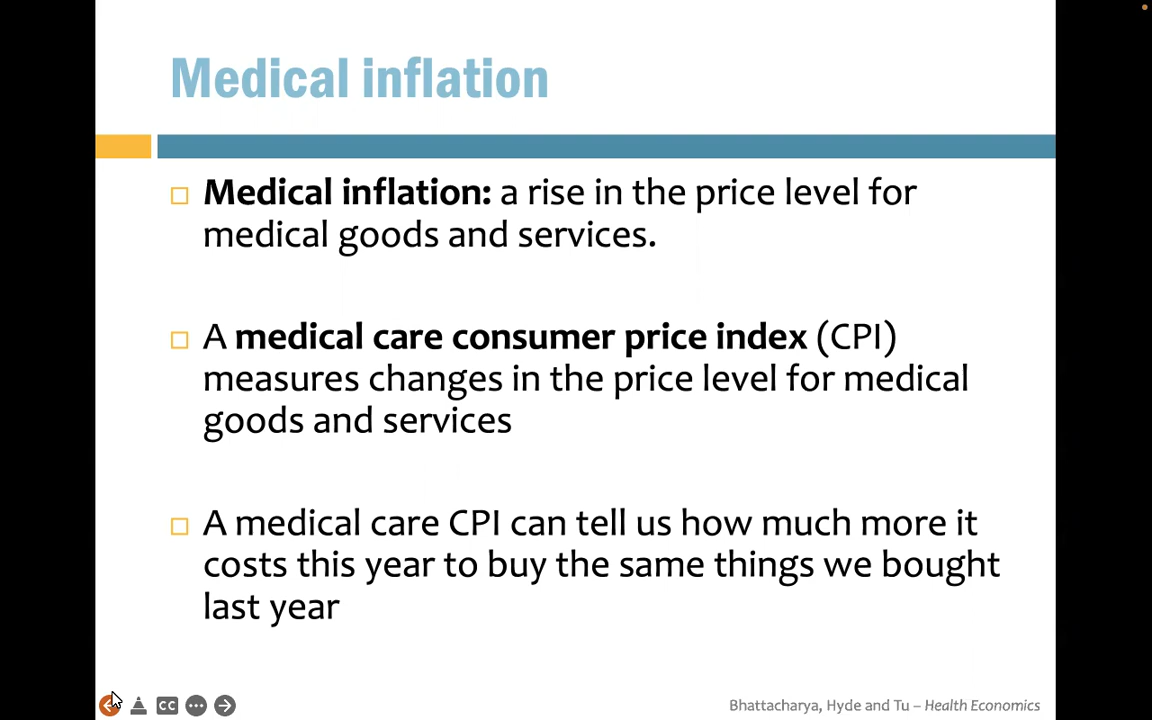 Medical inflation
Medical inflation: a rise in the price level for
medical goods and services.
A medical care consumer price index (CPI)
measures changes in the price level for medical
goods and services
A medical care CPI can tell us how much more it
costs this year to buy the same things we bought
last year
CC
Bhattacharya, Hyde and Tu – Health Economics